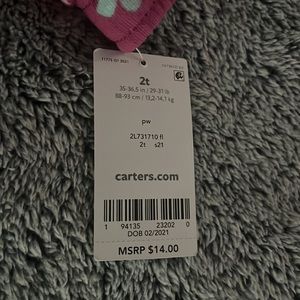 2t
35-36.5 in / 29-31 lb
88-93 cm / 13,2-14,1 kg
pw
2L731710 fl
2t s21
carters.com
1 94135 23202 0
DOB 02/2021
MSRP $14.00